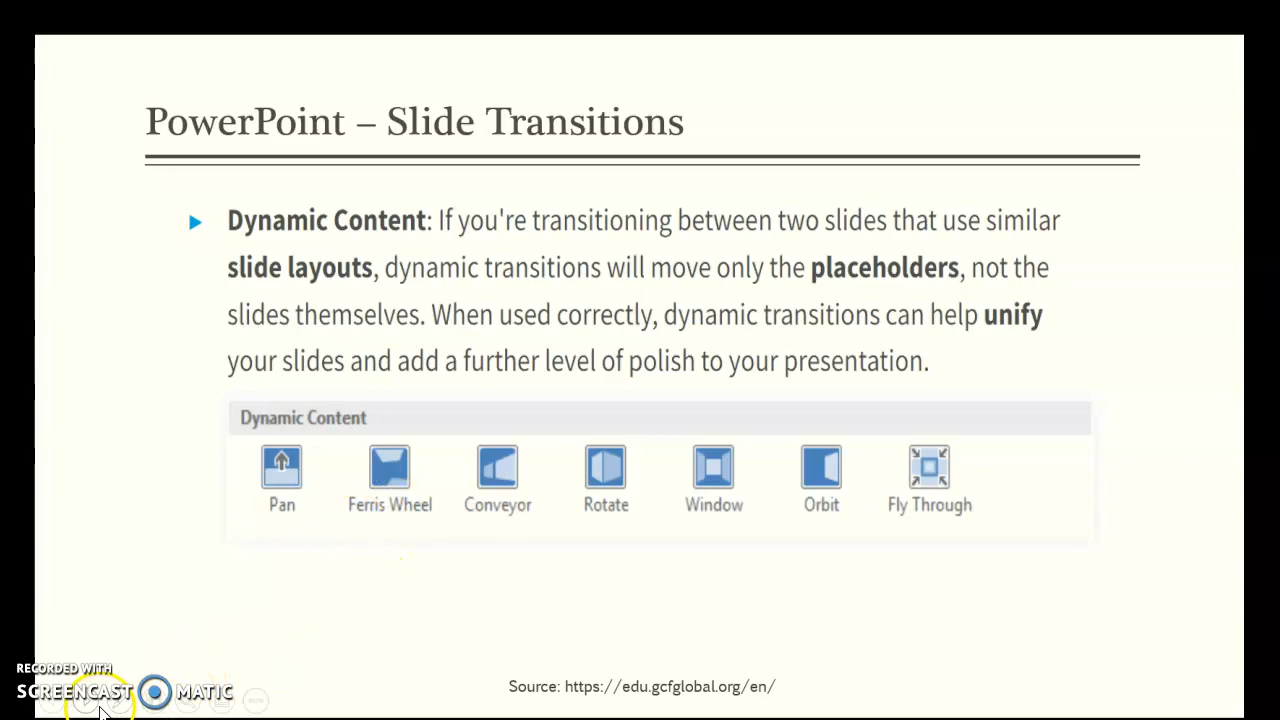 PowerPoint – Slide Transitions
Dynamic Content: If you're transitioning between two slides that use similar
slide layouts, dynamic transitions will move only the placeholders, not the
slides themselves. When used correctly, dynamic transitions can help unify
your slides and add a further level of polish to your presentation.
Dynamic Content
Pan Ferris Wheel Conveyor Rotate Window Orbit Fly Through
RECORDED WITH
SCREENCAST MATIC
Source: https://edu.gcfglobal.org/en/